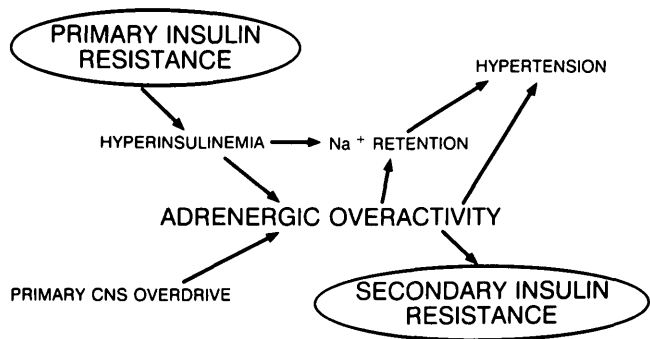 PRIMARY INSULIN
RESISTANCE
HYPERTENSION
HYPERINSULINEMIA
Na + RETENTION
ADRENERGIC OVERACTIVITY
PRIMARY CNS OVERDRIVE
SECONDARY INSULIN
RESISTANCE